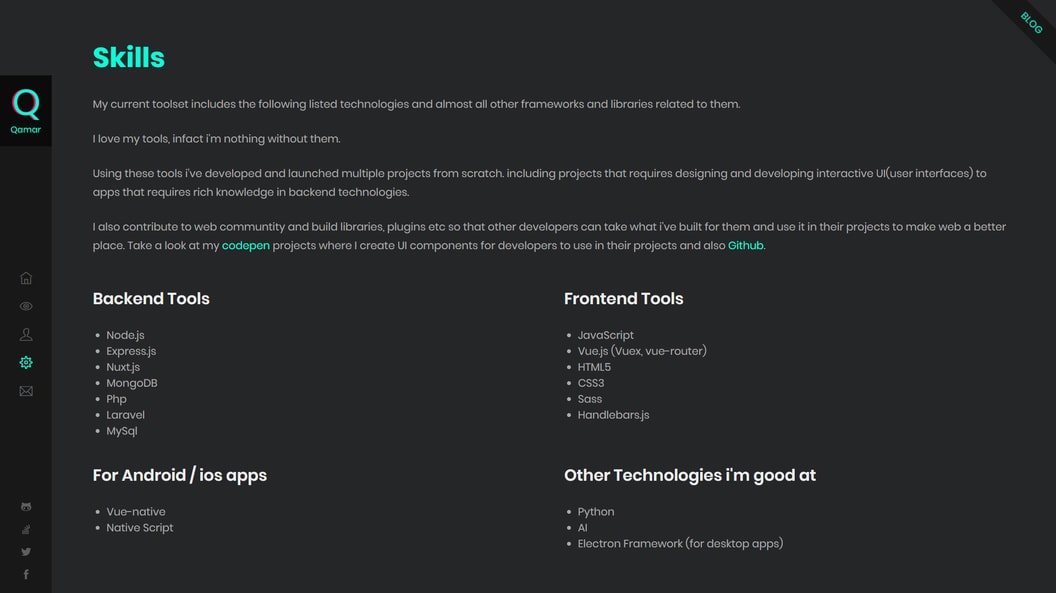 BLOG
Skills
Q
Qamar
My current toolset includes the following listed technologies and almost all other frameworks and libraries related to them.
I love my tools, infact i'm nothing without them.
Using these tools i've developed and launched multiple projects from scratch. including projects that requires designing and developing interactive UI(user interfaces) to
apps that requires rich knowledge in backend technologies.
I also contribute to web communtity and build libraries, plugins etc so that other developers can take what i've built for them and use it in their projects to make web a better
place. Take a look at my codepen projects where I create UI components for developers to use in their projects and also Github.
Backend Tools
Node.js
Express.js
Nuxt.js
MongoDB
Php
Laravel
MySql
Frontend Tools
JavaScript
Vue.js (Vuex, vue-router)
HTML5
CSS3
Sass
Handlebars.js
For Android / ios apps
Vue-native
Native Script
Other Technologies i'm good at
Python
AI
Electron Framework (for desktop apps)